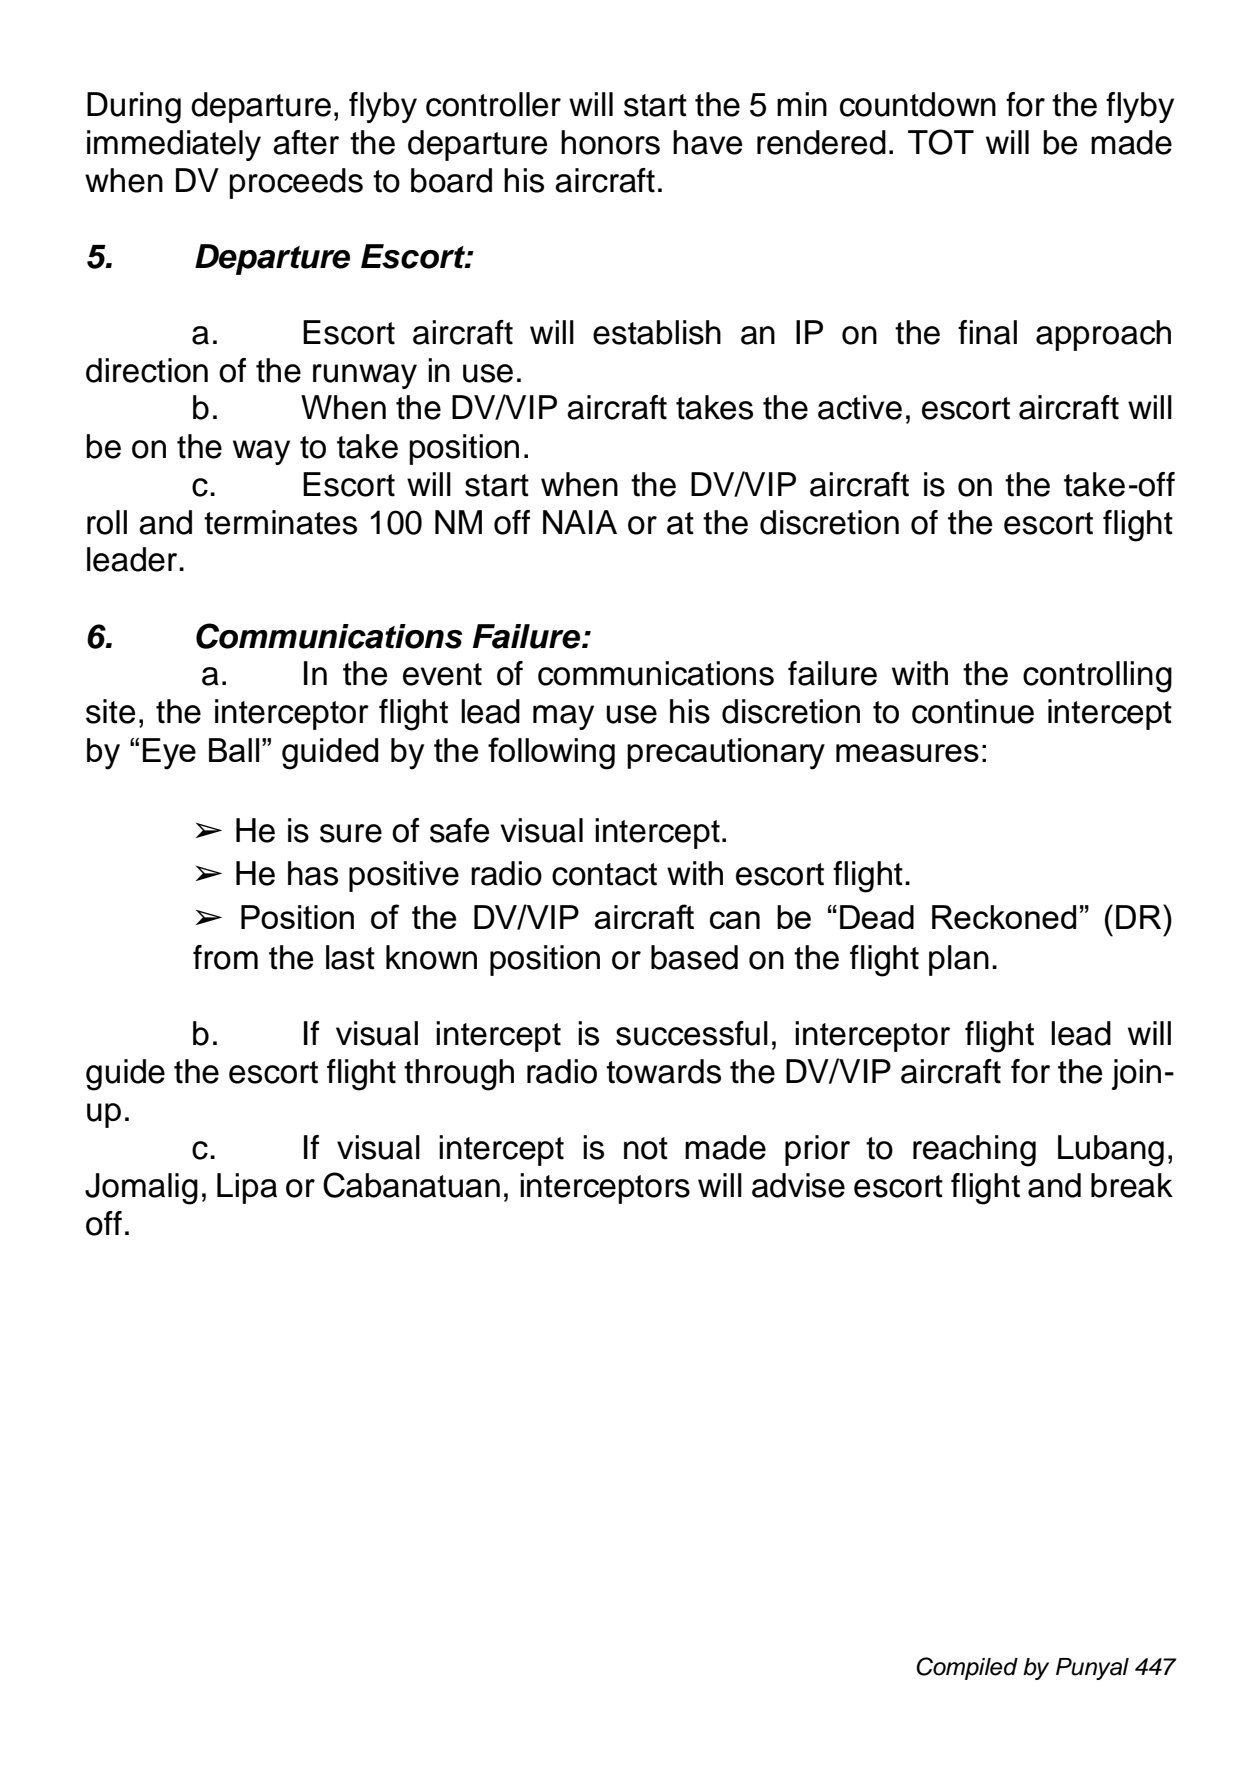 During departure, flyby controller will start the 5 min countdown for the flyby
immediately after the departure honors have rendered. TOT will be made
when DV proceeds to board his aircraft.
5. Departure Escort:
a. Escort aircraft will establish an IP on the final approach
direction of the runway in use.
b. When the DV/VIP aircraft takes the active, escort aircraft will
be on the way to take position.
c. Escort will start when the DV/VIP aircraft is on the take-off
roll and terminates 100 NM off NAIA or at the discretion of the escort flight
leader.
6. Communications Failure:
a. In the event of communications failure with the controlling
site, the interceptor flight lead may use his discretion to continue intercept
by “Eye Ball” guided by the following precautionary measures:
➢ He is sure of safe visual intercept.
➢ He has positive radio contact with escort flight.
➢ Position of the DV/VIP aircraft can be “Dead Reckoned” (DR)
from the last known position or based on the flight plan.
b. If visual intercept is successful, interceptor flight lead will
guide the escort flight through radio towards the DV/VIP aircraft for the join-
up.
c. If visual intercept is not made prior to reaching Lubang,
Jomalig, Lipa or Cabanatuan, interceptors will advise escort flight and break
off.
Compiled by Punyal 447